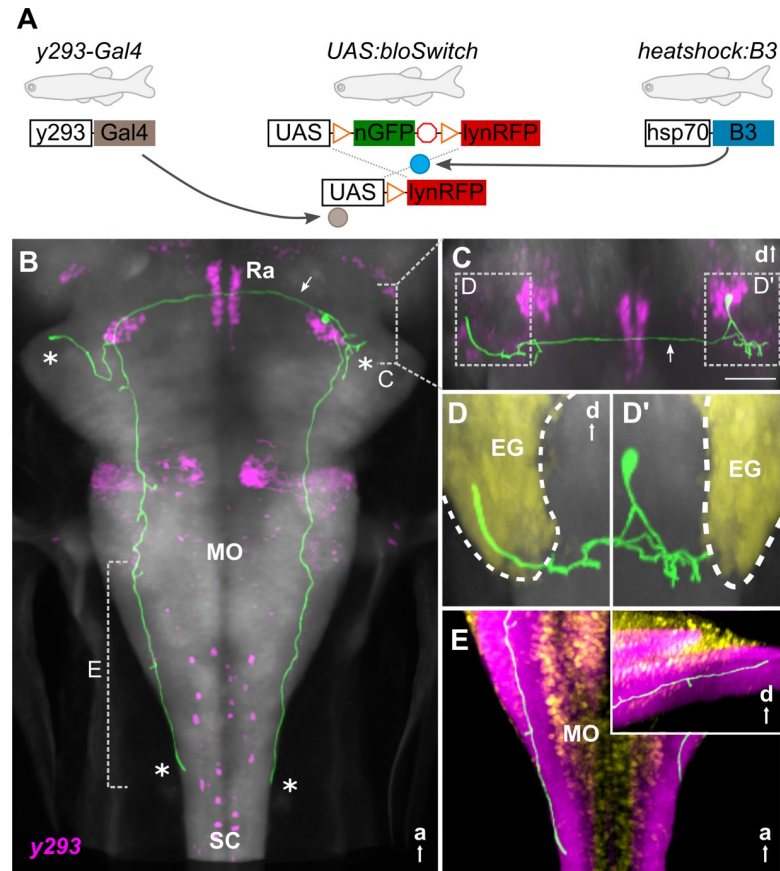 A
y293-Gal4 UAS:bloSwitch heatshock:B3
y293 Gal4 UAS nGFP lynRFP hsp70 B3
UAS lynRFP
B
Ra
*
*
C
MO
E
*
*
SC
y293
a
C
d
D
D'
D
d
D'
EG
EG
E
d
MO
a